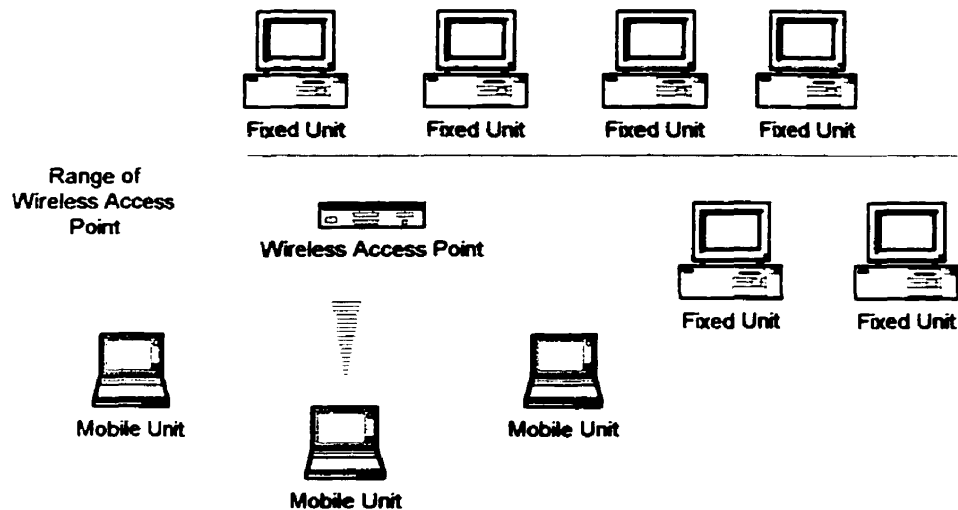 Fixed Unit
Fixed Unit
Fixed Unit
Fixed Unit
Range of
Wireless Access
Point
Wireless Access Point
Fixed Unit
Fixed Unit
Mobile Unit
Mobile Unit
Mobile Unit